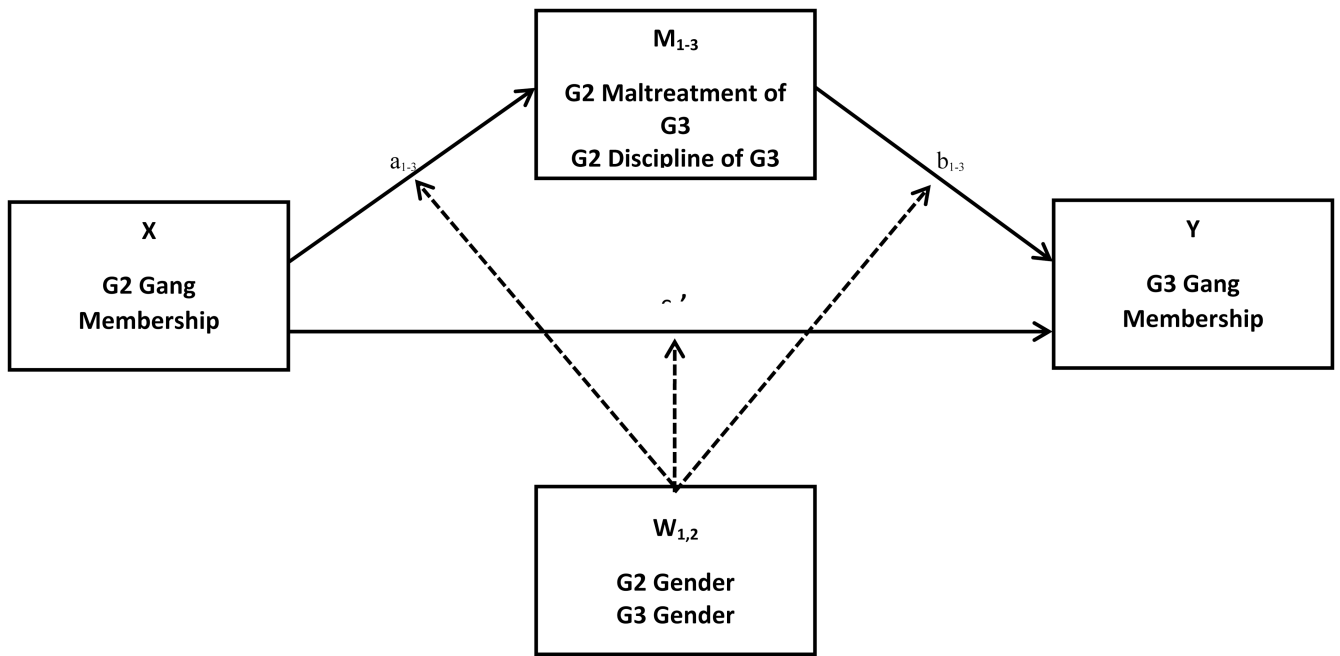 M₁₋₃
G2 Maltreatment of
G3
G2 Discipline of G3
a₁₋₃
b₁₋₃
X
G2 Gang
Membership
Y
G3 Gang
Membership
W₁,₂
G2 Gender
G3 Gender